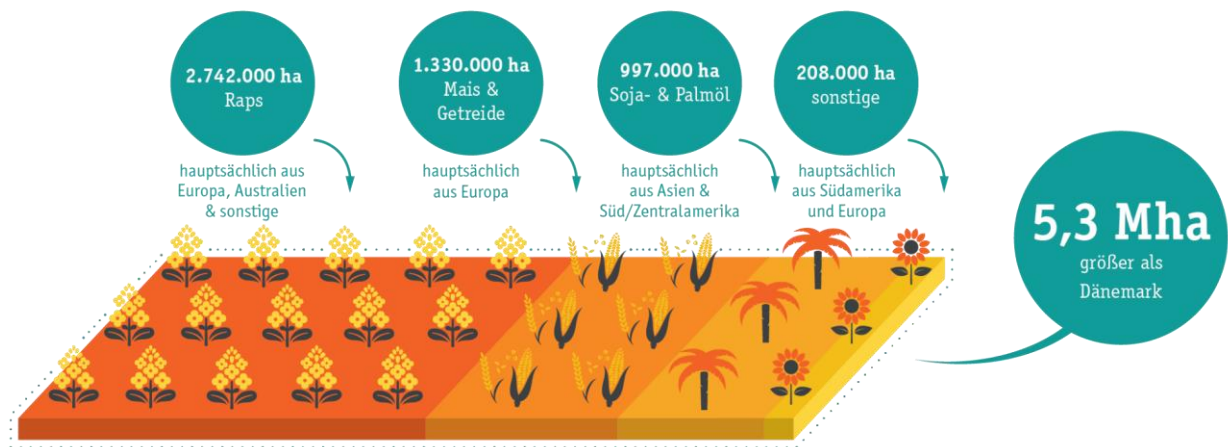 2.742.000 ha
Raps
hauptsächlich aus
Europa, Australien
& sonstige
1.330.000 ha
Mais &
Getreide
hauptsächlich
aus Europa
997.000 ha
Soja- & Palmöl
hauptsächlich
aus Asien &
Süd/Zentralamerika
208.000 ha
sonstige
hauptsächlich
aus Südamerika
und Europa
5,3 Mha
größer als
Dänemark